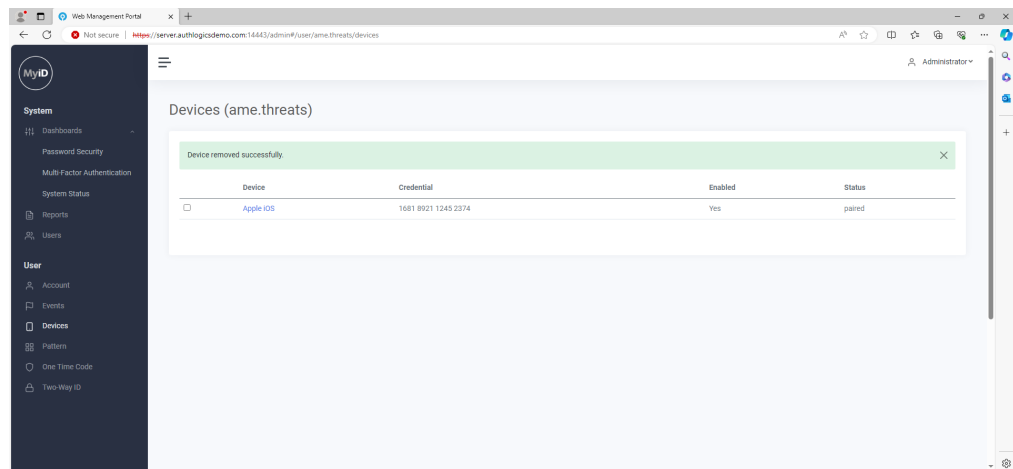 Web Management Portal
Not secure | https://server.authlogicsdemo.com:14443/admin#/user/ame.threats/devices
MyiD
Administrator
System
Dashboards
Password Security
Multi-Factor Authentication
System Status
Reports
Users
User
Account
Events
Devices
Pattern
One Time Code
Two-Way ID
Devices (ame.threats)
Device removed successfully.
Device Credential Enabled Status
Apple iOS 1681 8921 1245 2374 Yes paired